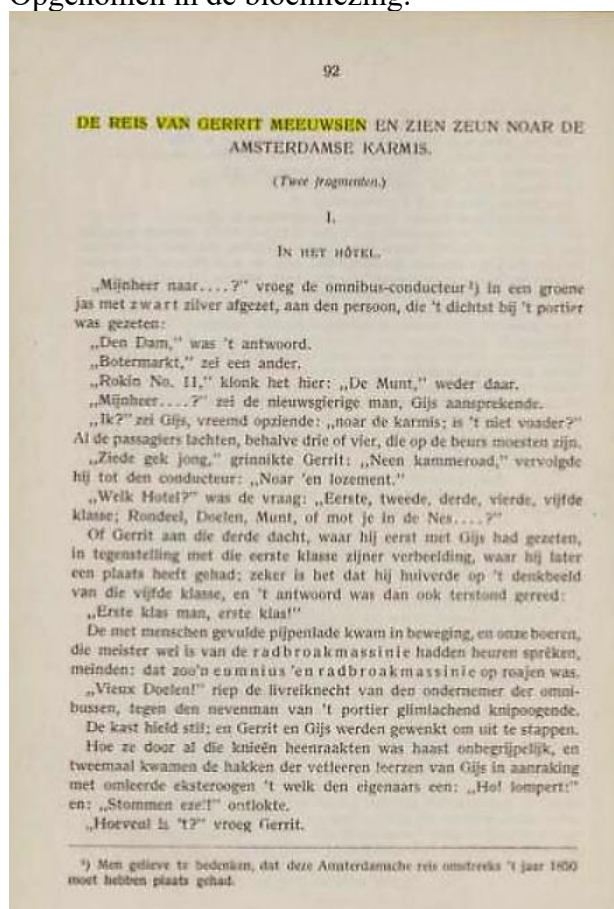 Opgenomen in de bloemlezing:
92
DE REIS VAN GERRIT MEEUWSEN EN ZIEN ZEUN NOAR DE
AMSTERDAMSE KARMIS.
(Twee fragmenten.)
I.
IN HET HÔTEL.
„Mijnheer naar....?" vroeg de omnibus-conducteur ¹) in een groene
jas met zwart zilver afgezet, aan den persoon, die 't dichtst bij 't portier
was gezeten:
„Den Dam," was 't antwoord.
„Botermarkt," zei een ander.
„Rokin No. 11," klonk het hier: „De Munt," weder daar.
„Mijnheer....?" zei de nieuwsgierige man, Gijs aansprekende.
„Ik?" zei Gijs, vreemd opziende: „noar de karmis; is 't niet voader?"
Al de passagiers lachten, behalve drie of vier, die op de beurs moesten zijn.
„Ziede gek jong," grinnikte Gerrit: „Neen kammeroad," vervolgde
hij tot den conducteur: „Noar 'en lozement."
„Welk Hotel?" was de vraag: „Eerste, tweede, derde, vierde, vijfde
klasse; Rondeel, Doelen, Munt, of mot je in de Nes....?"
Of Gerrit aan die derde dacht, waar hij eerst met Gijs had gezeten,
in tegenstelling met die eerste klasse zijner verbeelding, waar hij later
een plaats heeft gehad; zeker is het dat hij huiverde op 't denkbeeld
van die vijfde klasse, en 't antwoord was dan ook terstond gereed:
„Erste klas man, erste klas!"
De met menschen gevulde pijpenlade kwam in beweging, en onze boeren,
die meister wel is van de radbroakmassinie hadden heuren spréken,
meinden: dat zoo'n eumnius 'en radbroakmassinie op roajen was.
„Vieux Doelen!" riep de livreiknecht van den ondernemer der omni-
bussen, tegen den nevenman van 't portier glimlachend knipoogende.
De kast hield stil; en Gerrit en Gijs werden gewenkt om uit te stappen.
Hoe ze door al die knieën heenraakten was haast onbegrijpelijk, en
tweemaal kwamen de hakken der vetleeren leerzen van Gijs in aanraking
met omleerde eksteroogen 't welk den eigenaars een: „Ho! lompert!"
en: „Stommen ezel!" ontlokte.
„Hoeveul is 't?" vroeg Gerrit.
¹) Men gelieve te bedenken, dat deze Amsterdamsche reis omstreeks 't jaar 1850
moet hebben plaats gehad.